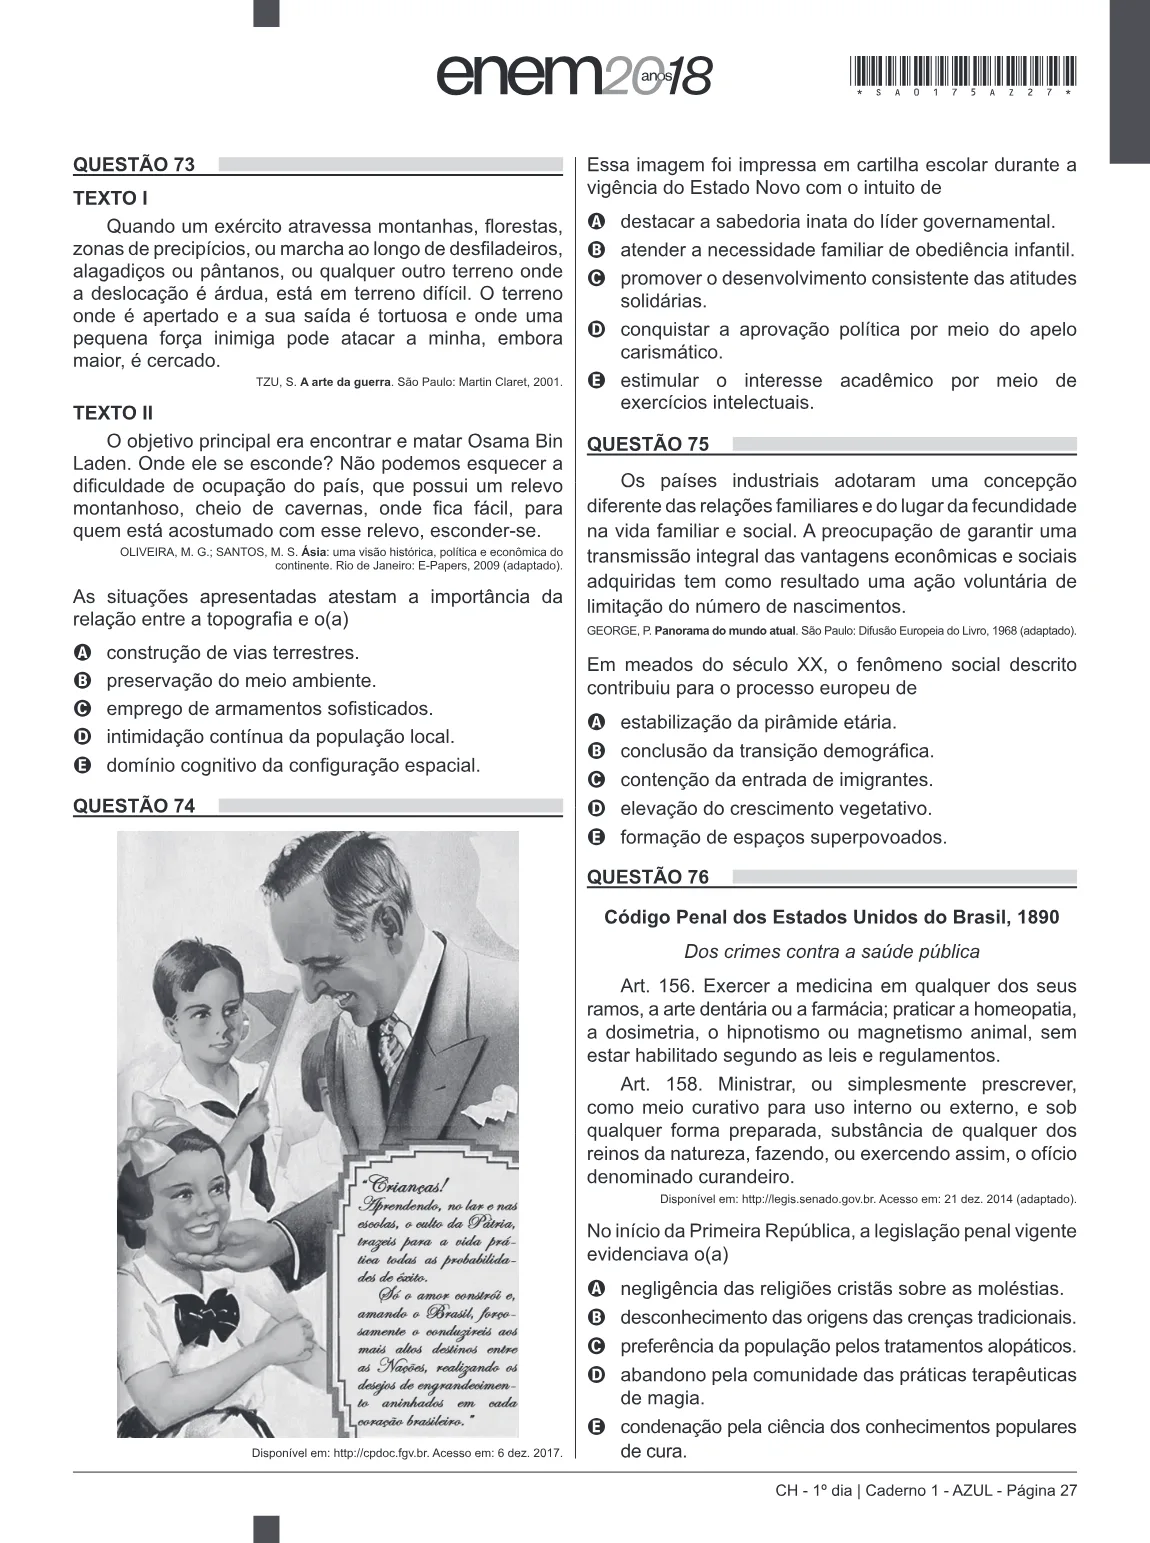 enem20anos18
*SA0175AZ27*
QUESTÃO 73
TEXTO I
Quando um exército atravessa montanhas, florestas,
zonas de precipícios, ou marcha ao longo de desfiladeiros,
alagadiços ou pântanos, ou qualquer outro terreno onde
a deslocação é árdua, está em terreno difícil. O terreno
onde é apertado e a sua saída é tortuosa e onde uma
pequena força inimiga pode atacar a minha, embora
maior, é cercado.
TZU, S. A arte da guerra. São Paulo: Martin Claret, 2001.
TEXTO II
O objetivo principal era encontrar e matar Osama Bin
Laden. Onde ele se esconde? Não podemos esquecer a
dificuldade de ocupação do país, que possui um relevo
montanhoso, cheio de cavernas, onde fica fácil, para
quem está acostumado com esse relevo, esconder-se.
OLIVEIRA, M. G.; SANTOS, M. S. Ásia: uma visão histórica, política e econômica do
continente. Rio de Janeiro: E-Papers, 2009 (adaptado).
As situações apresentadas atestam a importância da
relação entre a topografia e o(a)
A construção de vias terrestres.
B preservação do meio ambiente.
C emprego de armamentos sofisticados.
D intimidação contínua da população local.
E domínio cognitivo da configuração espacial.
QUESTÃO 74
"Crianças!
Aprendendo, no lar e nas
escolas, o culto da Pátria,
trazeis para a vida prá-
tica todas as probabilida-
des de êxito.
Só o amor constrói e,
amando o Brasil, forço-
samente o conduzireis aos
mais altos destinos entre
as Nações, realizando os
desejos de engrandecimen-
to aninhados em cada
coração brasileiro."
Disponível em: http://cpdoc.fgv.br. Acesso em: 6 dez. 2017.
Essa imagem foi impressa em cartilha escolar durante a
vigência do Estado Novo com o intuito de
A destacar a sabedoria inata do líder governamental.
B atender a necessidade familiar de obediência infantil.
C promover o desenvolvimento consistente das atitudes
solidárias.
D conquistar a aprovação política por meio do apelo
carismático.
E estimular o interesse acadêmico por meio de
exercícios intelectuais.
QUESTÃO 75
Os países industriais adotaram uma concepção
diferente das relações familiares e do lugar da fecundidade
na vida familiar e social. A preocupação de garantir uma
transmissão integral das vantagens econômicas e sociais
adquiridas tem como resultado uma ação voluntária de
limitação do número de nascimentos.
GEORGE, P. Panorama do mundo atual. São Paulo: Difusão Europeia do Livro, 1968 (adaptado).
Em meados do século XX, o fenômeno social descrito
contribuiu para o processo europeu de
A estabilização da pirâmide etária.
B conclusão da transição demográfica.
C contenção da entrada de imigrantes.
D elevação do crescimento vegetativo.
E formação de espaços superpovoados.
QUESTÃO 76
Código Penal dos Estados Unidos do Brasil, 1890
Dos crimes contra a saúde pública
Art. 156. Exercer a medicina em qualquer dos seus
ramos, a arte dentária ou a farmácia; praticar a homeopatia,
a dosimetria, o hipnotismo ou magnetismo animal, sem
estar habilitado segundo as leis e regulamentos.
Art. 158. Ministrar, ou simplesmente prescrever,
como meio curativo para uso interno ou externo, e sob
qualquer forma preparada, substância de qualquer dos
reinos da natureza, fazendo, ou exercendo assim, o ofício
denominado curandeiro.
Disponível em: http://legis.senado.gov.br. Acesso em: 21 dez. 2014 (adaptado).
No início da Primeira República, a legislação penal vigente
evidenciava o(a)
A negligência das religiões cristãs sobre as moléstias.
B desconhecimento das origens das crenças tradicionais.
C preferência da população pelos tratamentos alopáticos.
D abandono pela comunidade das práticas terapêuticas
de magia.
E condenação pela ciência dos conhecimentos populares
de cura.
CH - 1º dia | Caderno 1 - AZUL - Página 27